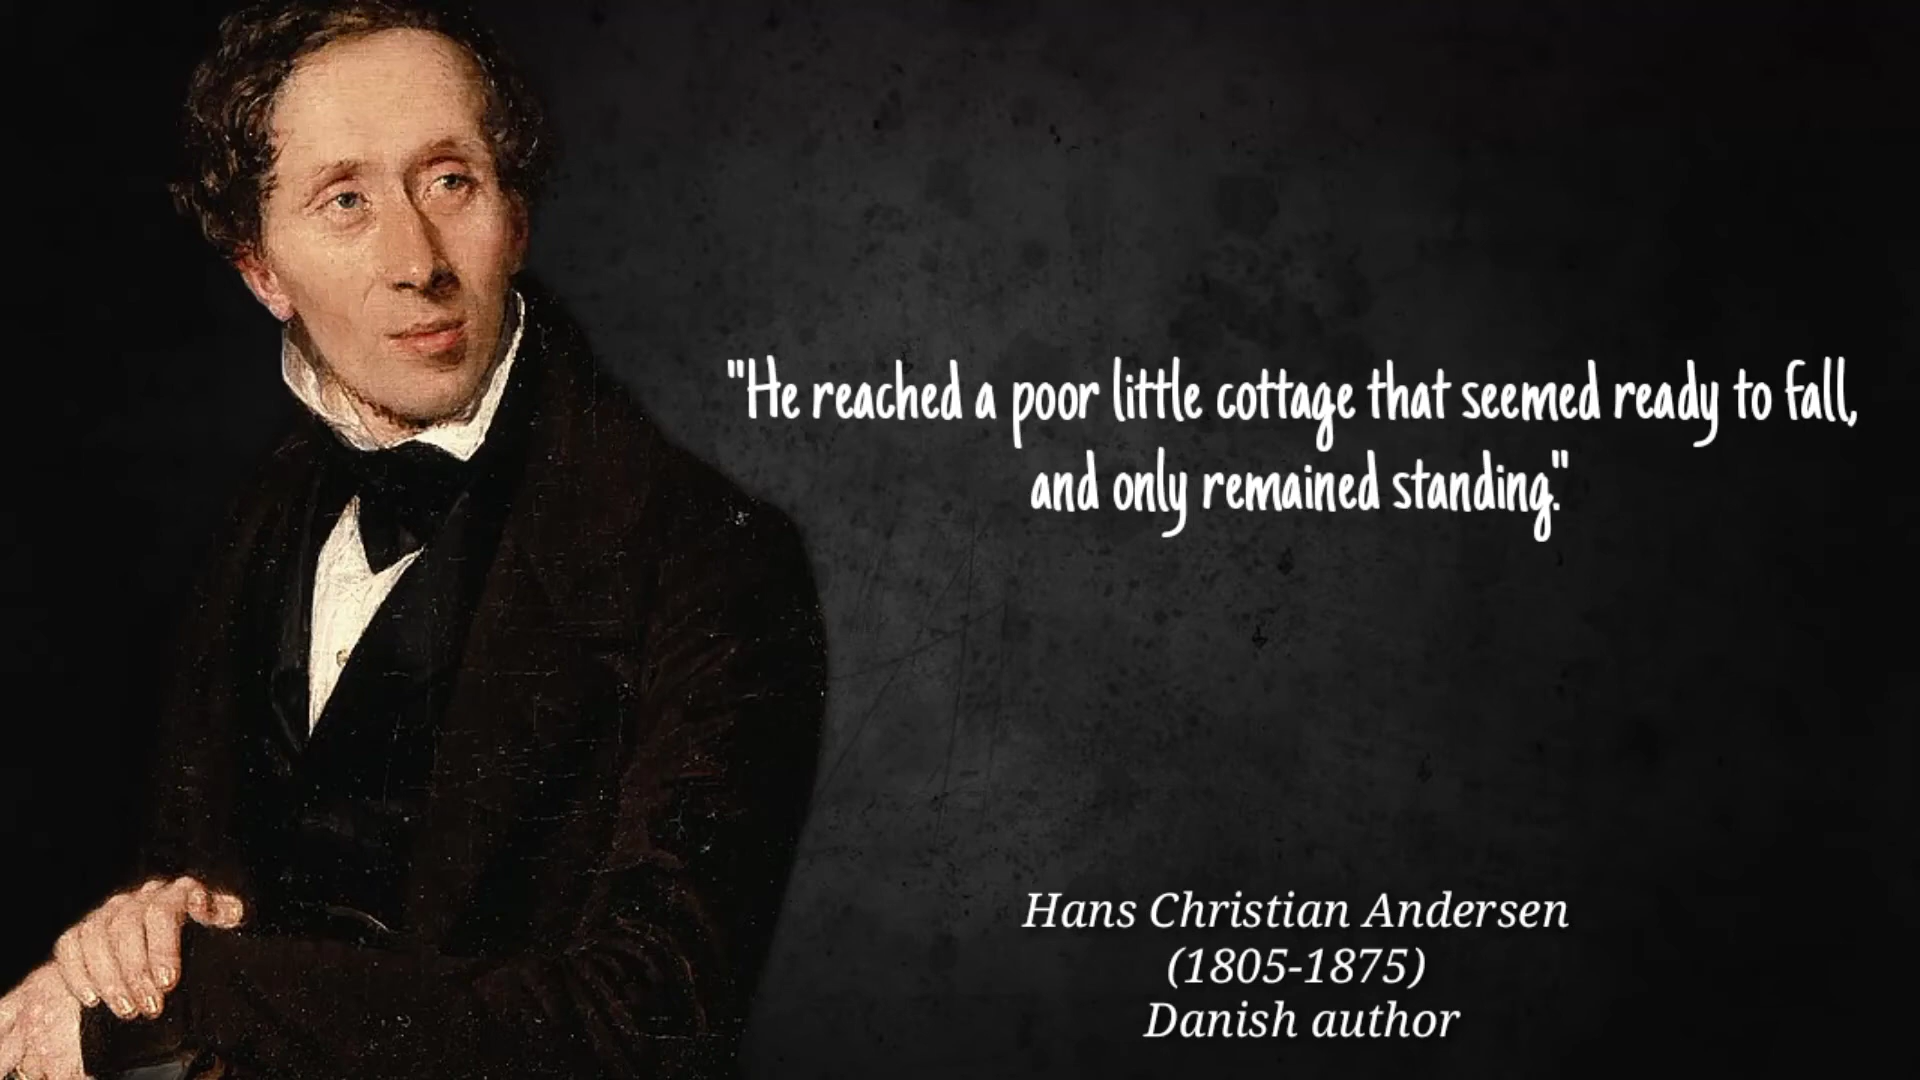 "He reached a poor little cottage that seemed ready to fall,
and only remained standing."
Hans Christian Andersen
(1805-1875)
Danish author